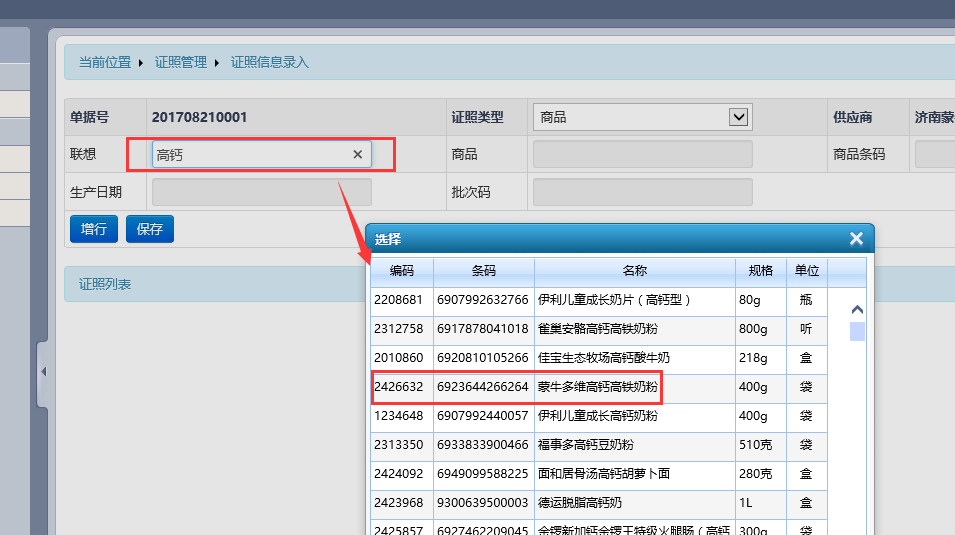 当前位置 证照管理 证照信息录入
单据号 201708210001 证照类型 商品 供应商 济南蒙
联想 高钙 商品 商品条码
生产日期 批次码
增行 保存
证照列表
选择
编码 条码 名称 规格 单位
2208681 6907992632766 伊利儿童成长奶片（高钙型） 80g 瓶
2312758 6917878041018 雀巢安骼高钙高铁奶粉 800g 听
2010860 6920810105266 佳宝生态牧场高钙酸牛奶 218g 盒
2426632 6923644266264 蒙牛多维高钙高铁奶粉 400g 袋
1234648 6907992440057 伊利儿童成长高钙奶粉 400g 袋
2313350 6933833900466 福事多高钙豆奶粉 510克 袋
2424092 6949099588225 面和居骨汤高钙胡萝卜面 280克 盒
2423968 9300639500003 德运脱脂高钙奶 1L 盒
2425857 6927462209045 金锣新加钙金锣王特级火腿肠（高钙 300g 袋